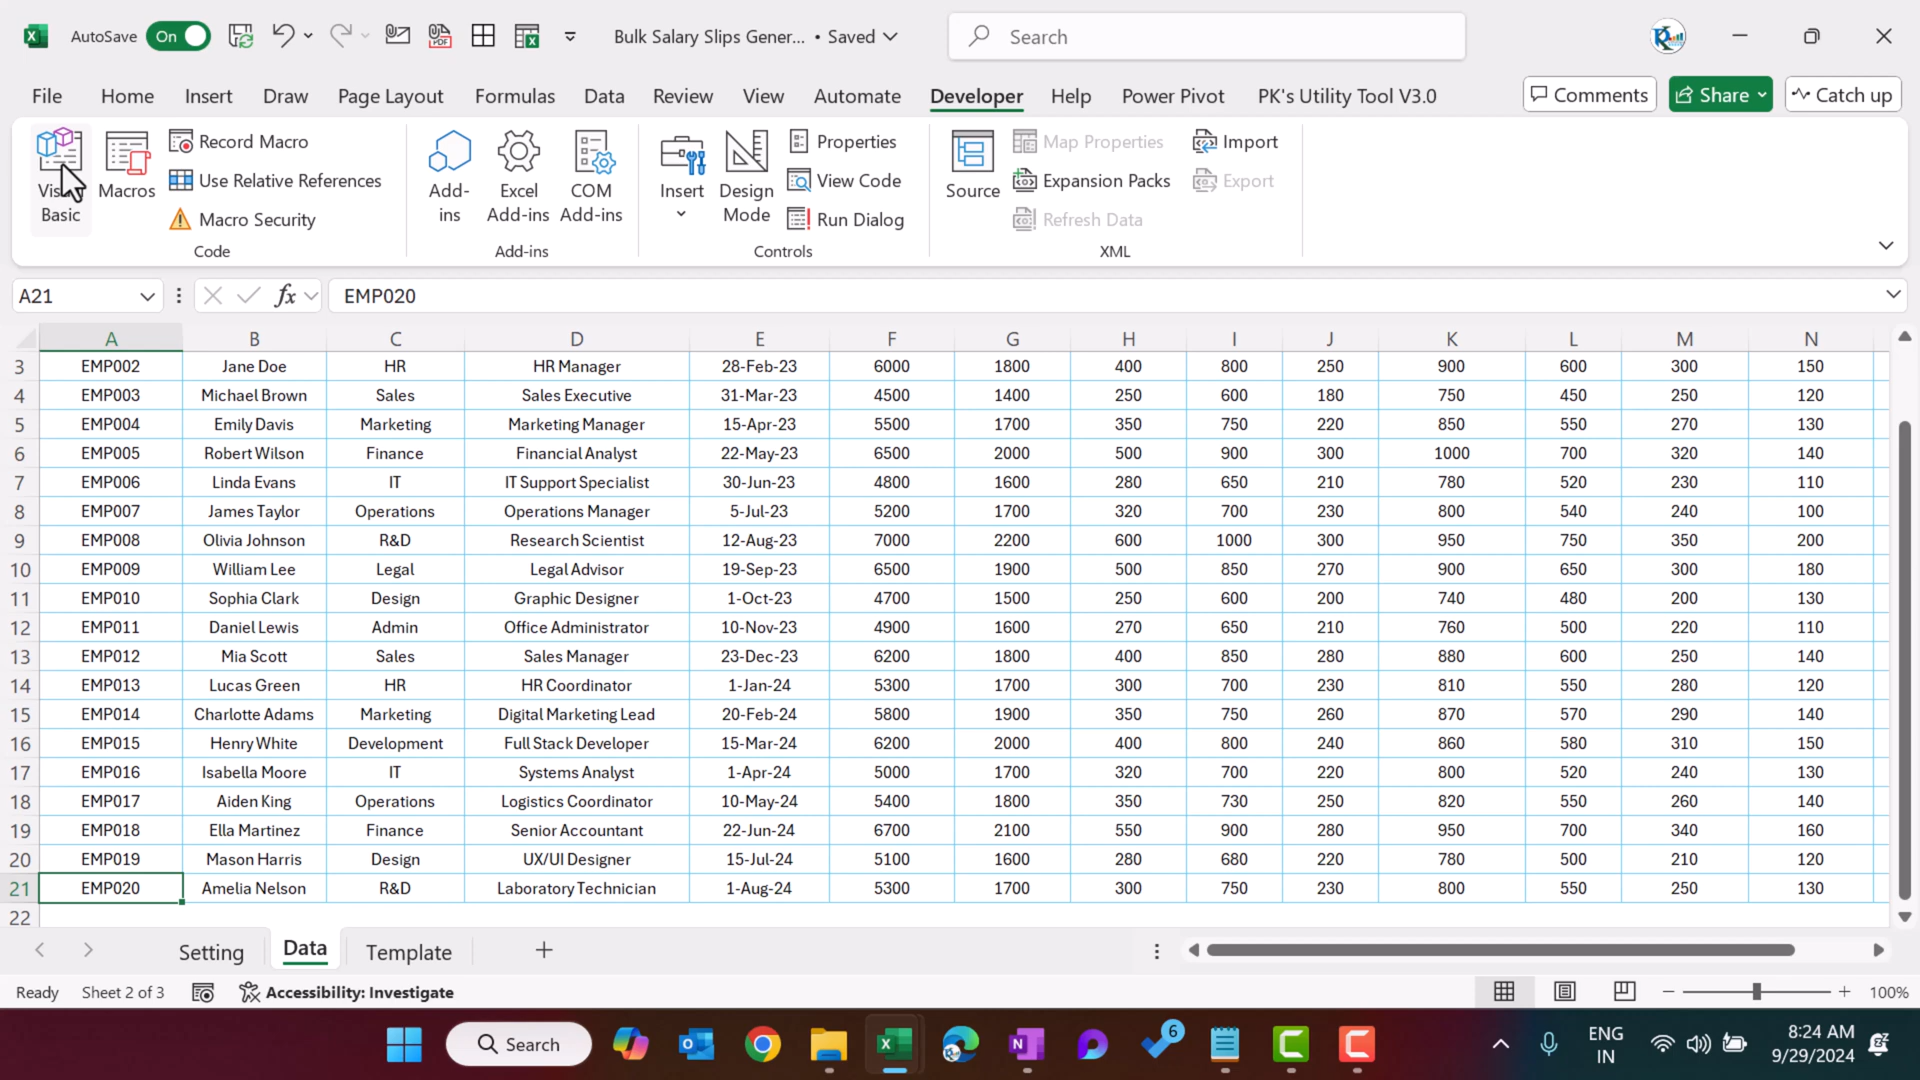 AutoSave On Bulk Salary Slips Gener... • Saved Search
File Home Insert Draw Page Layout Formulas Data Review View Automate Developer Help Power Pivot PK's Utility Tool V3.0 Comments Share Catch up
Visual Basic
Macros
Record Macro
Use Relative References
Macro Security
Code
Add-ins
Excel Add-ins
COM Add-ins
Add-ins
Insert
Design Mode
Properties
View Code
Run Dialog
Controls
Source
Map Properties
Expansion Packs
Refresh Data
Import
Export
XML
A21 fx EMP020
A B C D E F G H I J K L M N
3 EMP002 Jane Doe HR HR Manager 28-Feb-23 6000 1800 400 800 250 900 600 300 150
4 EMP003 Michael Brown Sales Sales Executive 31-Mar-23 4500 1400 250 600 180 750 450 250 120
5 EMP004 Emily Davis Marketing Marketing Manager 15-Apr-23 5500 1700 350 750 220 850 550 270 130
6 EMP005 Robert Wilson Finance Financial Analyst 22-May-23 6500 2000 500 900 300 1000 700 320 140
7 EMP006 Linda Evans IT IT Support Specialist 30-Jun-23 4800 1600 280 650 210 780 520 230 110
8 EMP007 James Taylor Operations Operations Manager 5-Jul-23 5200 1700 320 700 230 800 540 240 100
9 EMP008 Olivia Johnson R&D Research Scientist 12-Aug-23 7000 2200 600 1000 300 950 750 350 200
10 EMP009 William Lee Legal Legal Advisor 19-Sep-23 6500 1900 500 850 270 900 650 300 180
11 EMP010 Sophia Clark Design Graphic Designer 1-Oct-23 4700 1500 250 600 200 740 480 200 130
12 EMP011 Daniel Lewis Admin Office Administrator 10-Nov-23 4900 1600 270 650 210 760 500 220 110
13 EMP012 Mia Scott Sales Sales Manager 23-Dec-23 6200 1800 400 850 280 880 600 250 140
14 EMP013 Lucas Green HR HR Coordinator 1-Jan-24 5300 1700 300 700 230 810 550 280 120
15 EMP014 Charlotte Adams Marketing Digital Marketing Lead 20-Feb-24 5800 1900 350 750 260 870 570 290 140
16 EMP015 Henry White Development Full Stack Developer 15-Mar-24 6200 2000 400 800 240 860 580 310 150
17 EMP016 Isabella Moore IT Systems Analyst 1-Apr-24 5000 1700 320 700 220 800 520 240 130
18 EMP017 Aiden King Operations Logistics Coordinator 10-May-24 5400 1800 350 730 250 820 550 260 140
19 EMP018 Ella Martinez Finance Senior Accountant 22-Jun-24 6700 2100 550 900 280 950 700 340 160
20 EMP019 Mason Harris Design UX/UI Designer 15-Jul-24 5100 1600 280 680 220 780 500 210 120
21 EMP020 Amelia Nelson R&D Laboratory Technician 1-Aug-24 5300 1700 300 750 230 800 550 250 130
22
Setting Data Template
Ready Sheet 2 of 3 Accessibility: Investigate 100%
Search 6 ENG IN 8:24 AM 9/29/2024